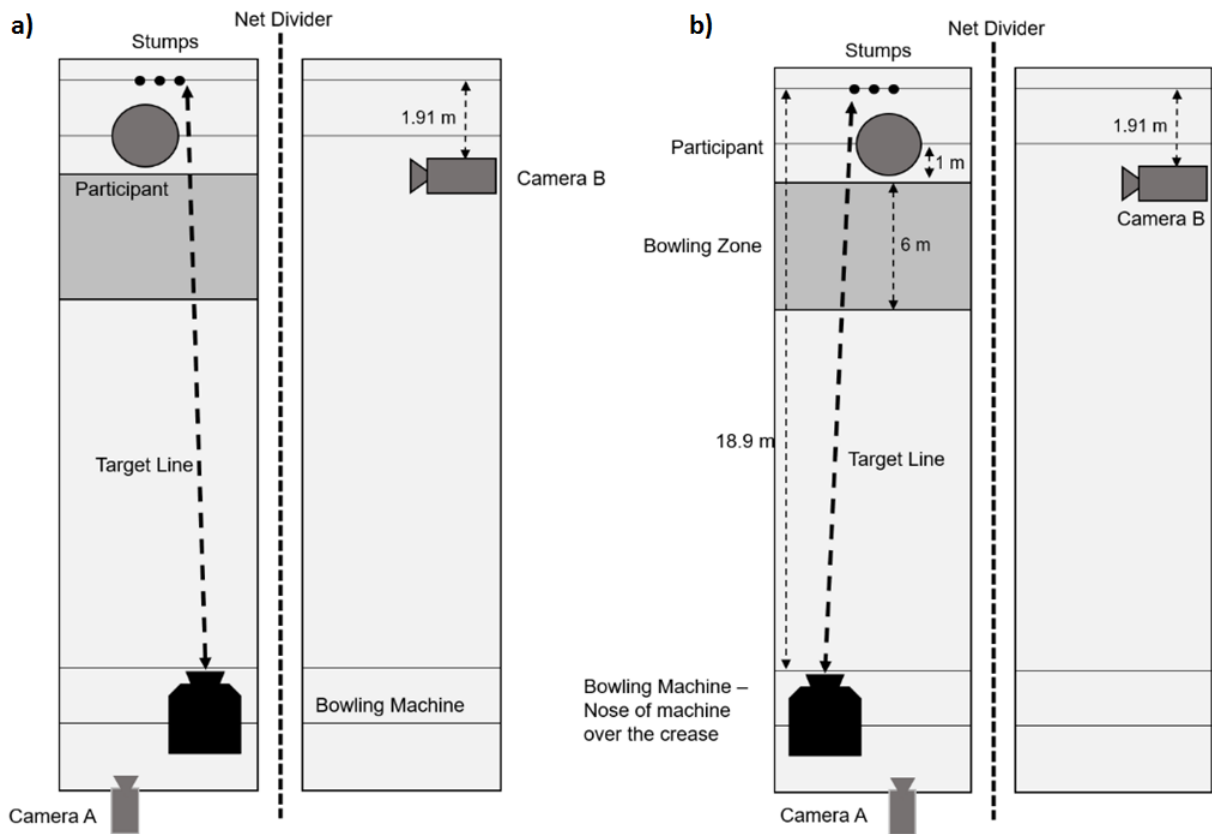 a)
Net Divider
Stumps
1.91 m
Participant
Camera B
Target Line
Bowling Machine
Camera A
b)
Net Divider
Stumps
Participant
1 m
1.91 m
Camera B
Bowling Zone
6 m
18.9 m
Target Line
Bowling Machine –
Nose of machine
over the crease
Camera A